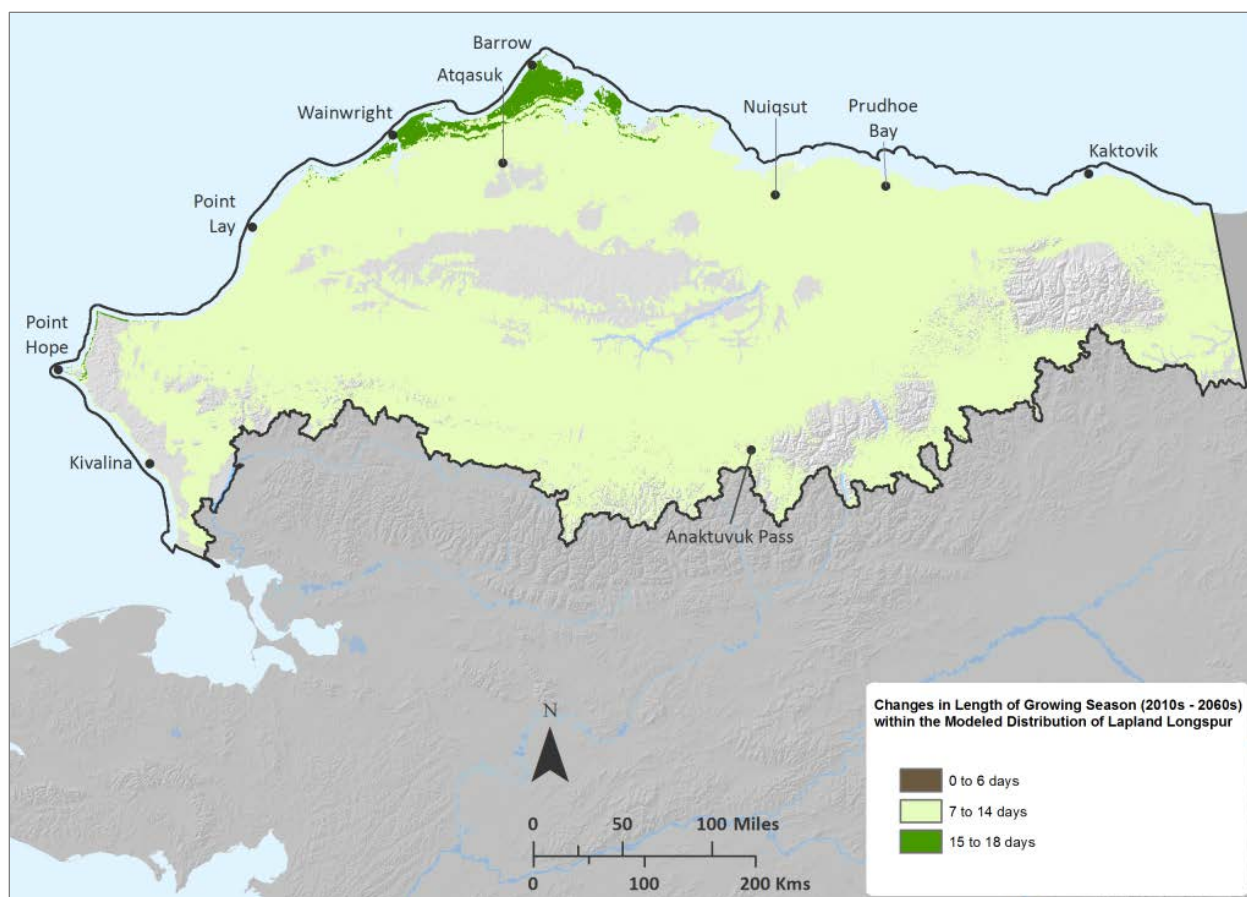 Barrow
Atqasuk
Wainwright
Nuiqsut
Prudhoe
Bay
Kaktovik
Point
Lay
Point
Hope
Kivalina
Anaktuvuk Pass
N
0 50 100 Miles
0 100 200 Kms
Changes in Length of Growing Season (2010s - 2060s)
within the Modeled Distribution of Lapland Longspur
0 to 6 days
7 to 14 days
15 to 18 days